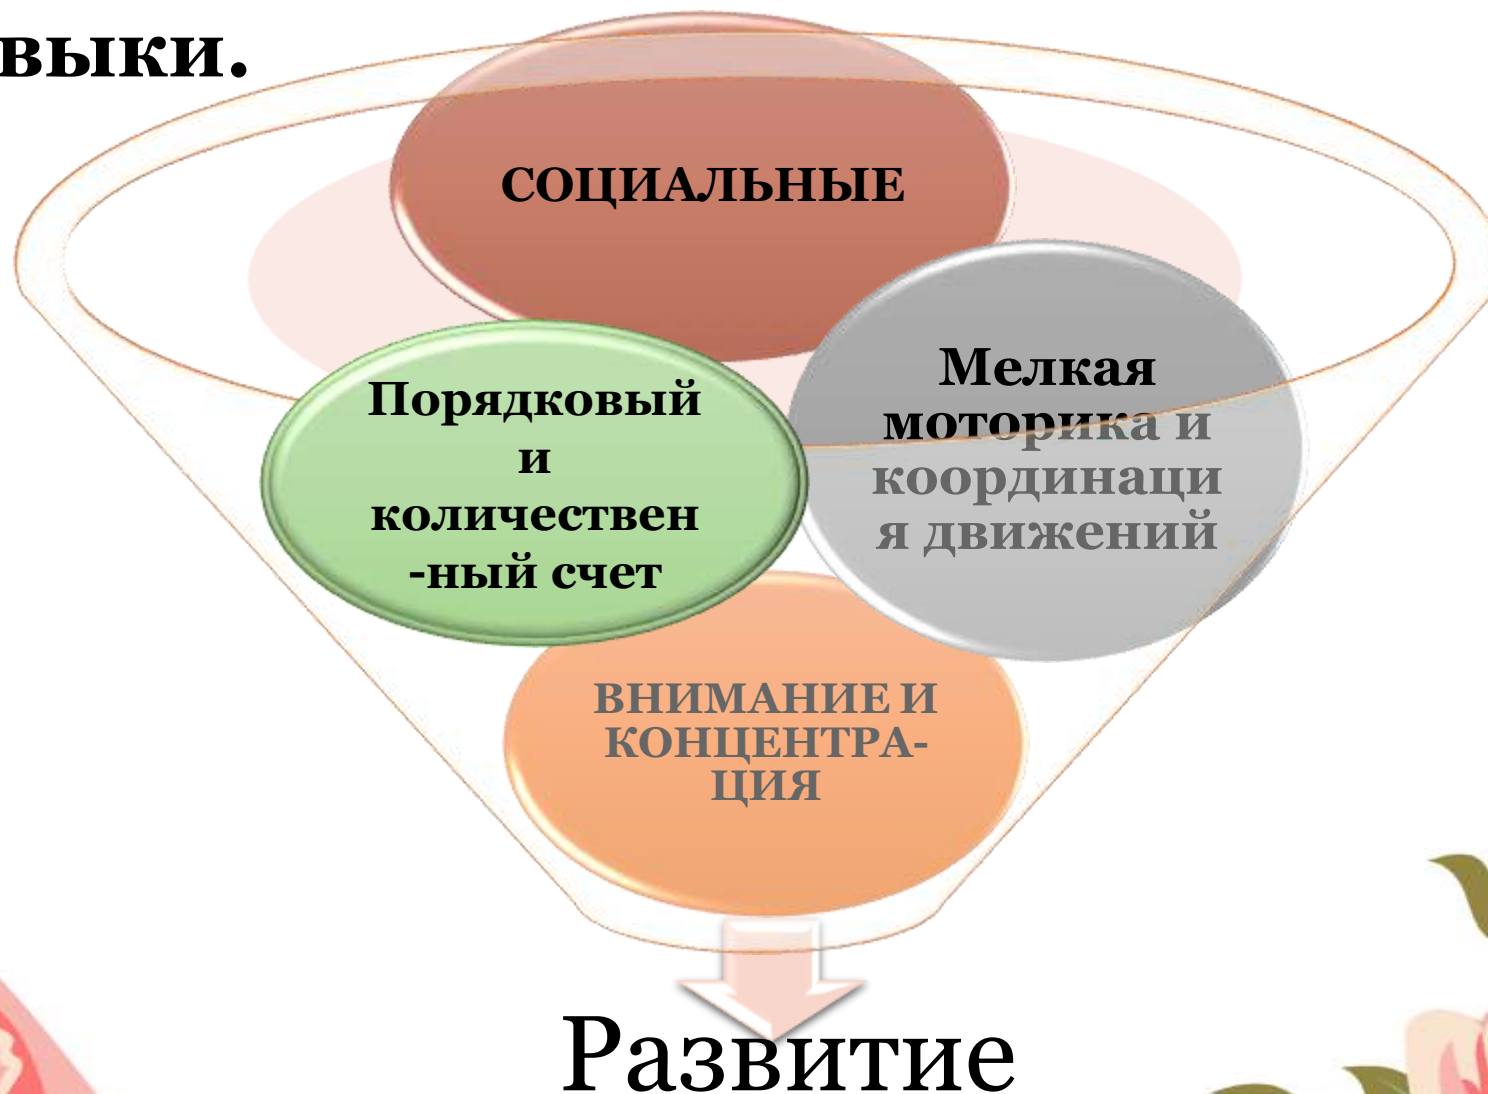 выки.
СОЦИАЛЬНЫЕ
Мелкая
моторика и
координаци
я движений
Порядковый
и
количествен
-ный счет
ВНИМАНИЕ И
КОНЦЕНТРА-
ЦИЯ
Развитие